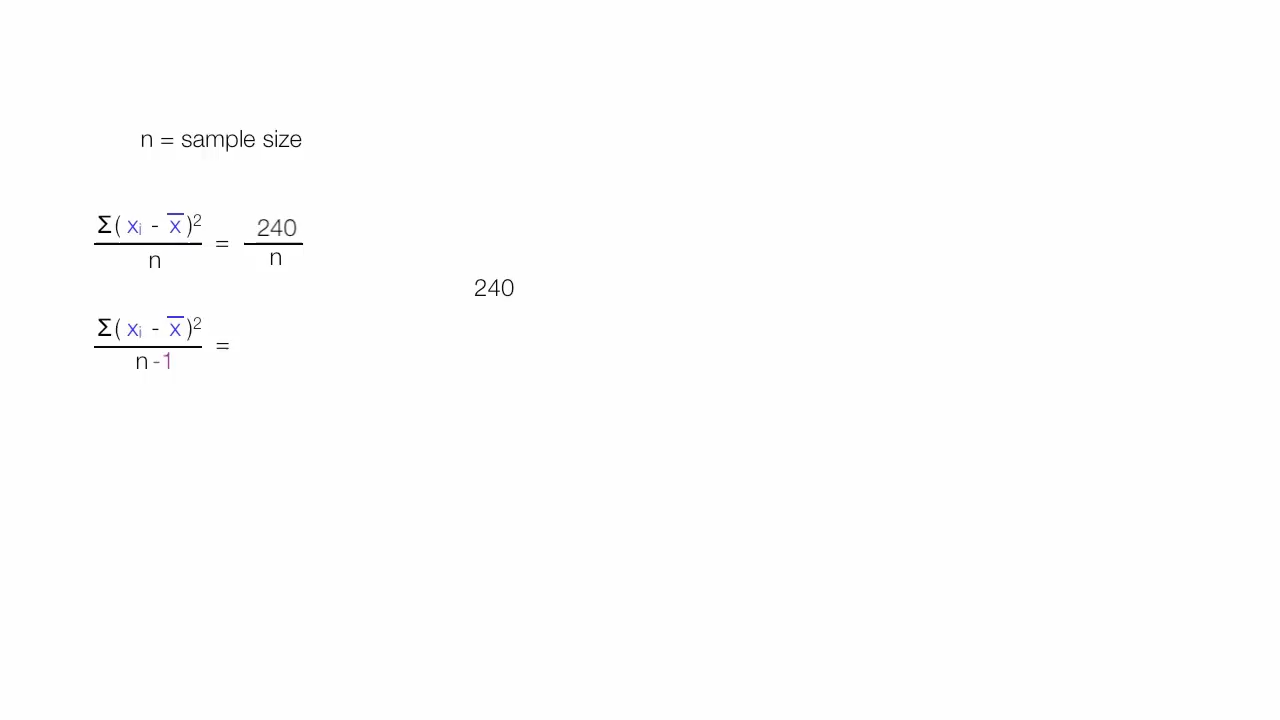 n = sample size
Σ( xᵢ - x̅ )² = 240
n n
240
Σ( xᵢ - x̅ )² =
n -1